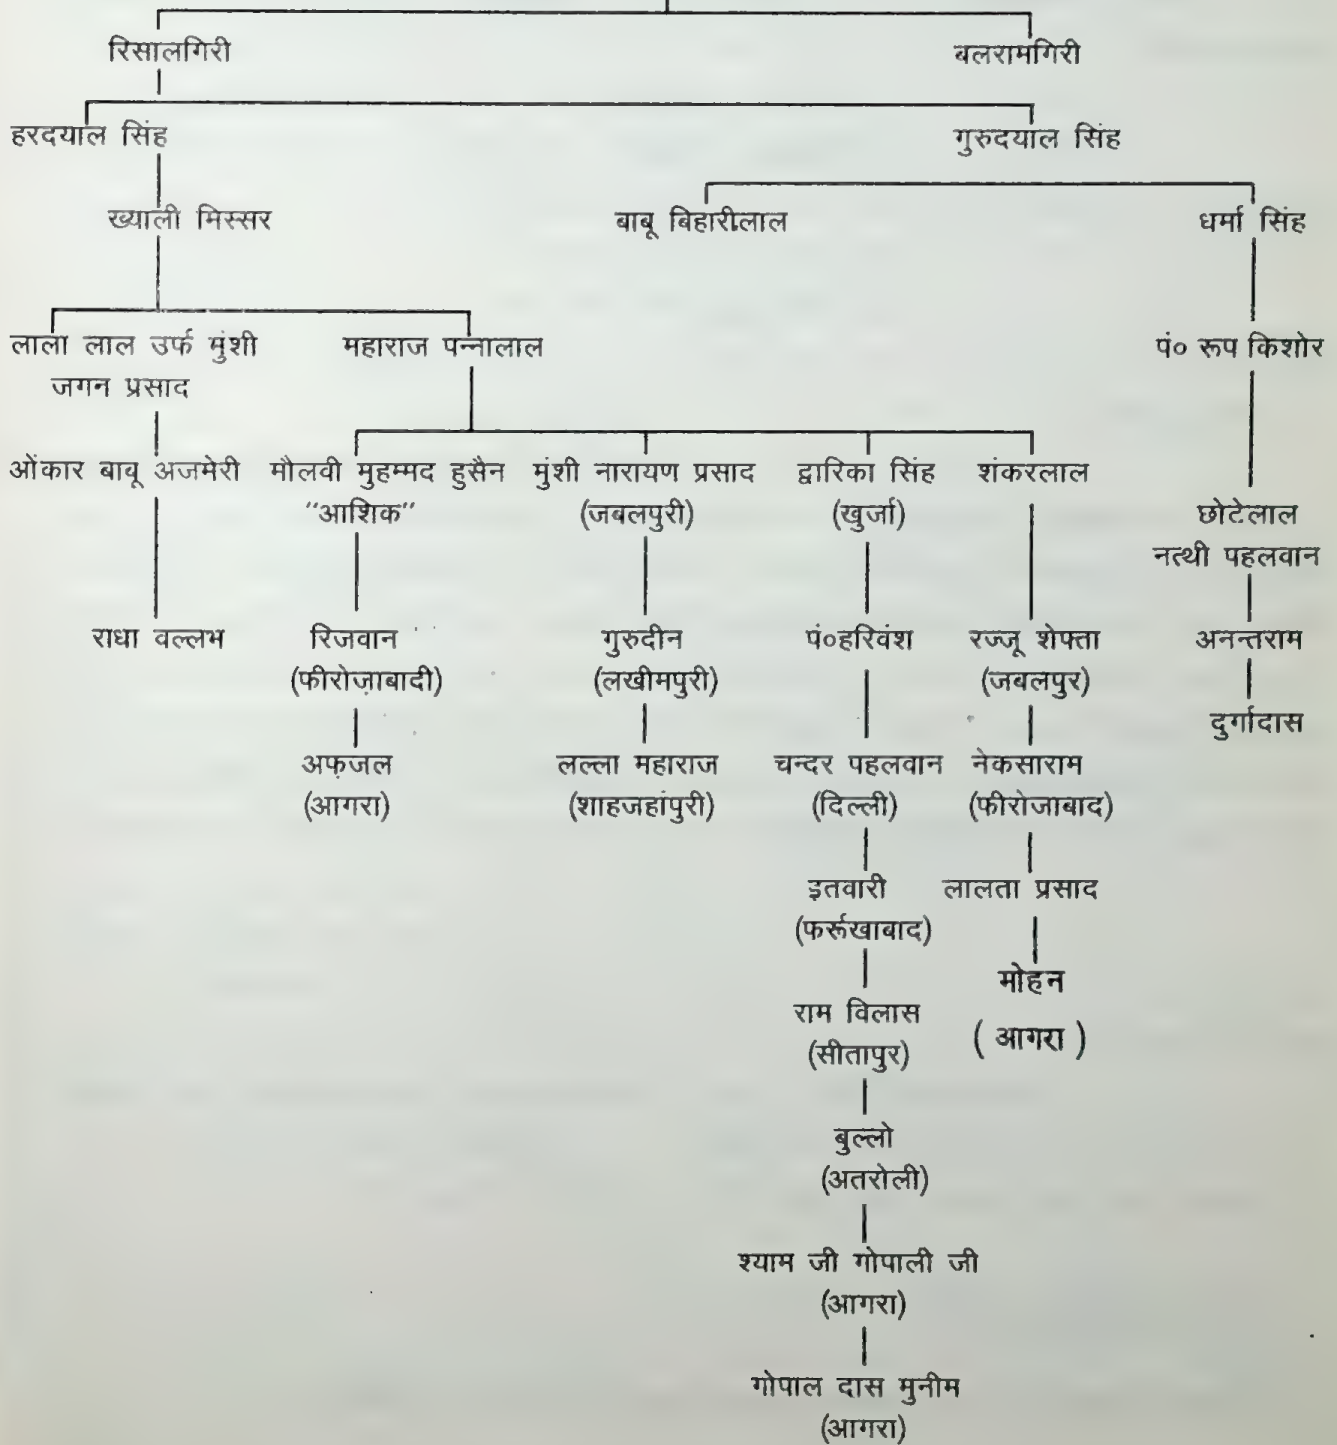 रिसालगिरी बलरामगिरी
हरदयाल सिंह गुरुदयाल सिंह
ख्याली मिस्सर बाबू बिहारीलाल धर्मा सिंह
लाला लाल उर्फ मुंशी महाराज पन्नालाल पं० रूप किशोर
जगन प्रसाद
ओंकार बाबू अजमेरी मौलवी मुहम्मद हुसैन मुंशी नारायण प्रसाद द्वारिका सिंह शंकरलाल
"आशिक" (जबलपुरी) (खुर्जा) छोटेलाल
नत्थी पहलवान
राधा वल्लभ रिजवान गुरुदीन पं०हरिवंश रज्जू शेफ्ता अनन्तराम
(फीरोज़ाबादी) (लखीमपुरी) (जबलपुर)
दुर्गादास
अफ़जल लल्ला महाराज चन्दर पहलवान नेकसाराम
(आगरा) (शाहजहांपुरी) (दिल्ली) (फीरोजाबाद)
इतवारी लालता प्रसाद
(फर्रूखाबाद)
मोहन
राम विलास
(सीतापुर) ( आगरा )
बुल्लो
(अतरोली)
श्याम जी गोपाली जी
(आगरा)
गोपाल दास मुनीम
(आगरा)